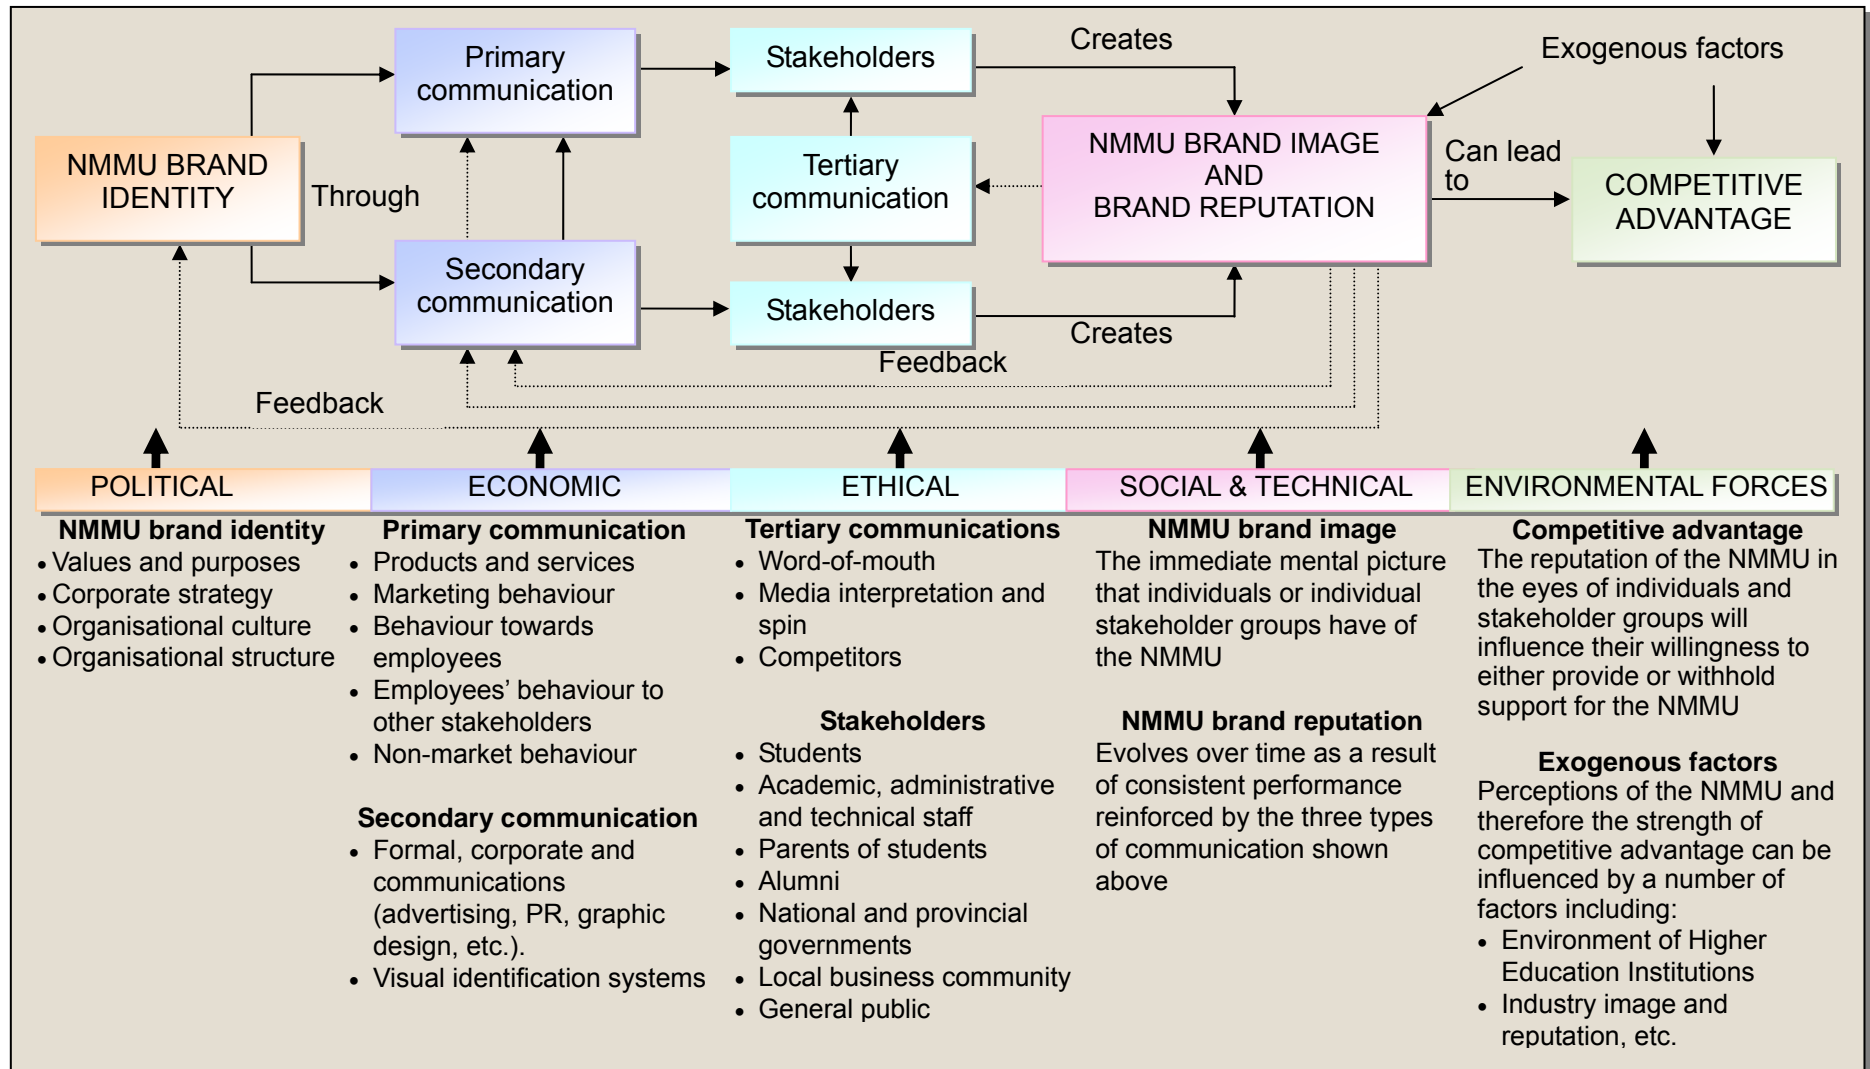 Primary
communication
Stakeholders
Creates
Exogenous factors
NMMU BRAND
IDENTITY
Through
Tertiary
communication
NMMU BRAND IMAGE
AND
BRAND REPUTATION
Can lead
to
COMPETITIVE
ADVANTAGE
Secondary
communication
Stakeholders
Creates
Feedback
Feedback
POLITICAL
ECONOMIC
ETHICAL
SOCIAL & TECHNICAL
ENVIRONMENTAL FORCES
NMMU brand identity
• Values and purposes
• Corporate strategy
• Organisational culture
• Organisational structure
Primary communication
• Products and services
• Marketing behaviour
• Behaviour towards
employees
• Employees’ behaviour to
other stakeholders
• Non-market behaviour
Secondary communication
• Formal, corporate and
communications
(advertising, PR, graphic
design, etc.).
• Visual identification systems
Tertiary communications
• Word-of-mouth
• Media interpretation and
spin
• Competitors
Stakeholders
• Students
• Academic, administrative
and technical staff
• Parents of students
• Alumni
• National and provincial
governments
• Local business community
• General public
NMMU brand image
The immediate mental picture
that individuals or individual
stakeholder groups have of
the NMMU
NMMU brand reputation
Evolves over time as a result
of consistent performance
reinforced by the three types
of communication shown
above
Competitive advantage
The reputation of the NMMU in
the eyes of individuals and
stakeholder groups will
influence their willingness to
either provide or withhold
support for the NMMU
Exogenous factors
Perceptions of the NMMU and
therefore the strength of
competitive advantage can be
influenced by a number of
factors including:
• Environment of Higher
Education Institutions
• Industry image and
reputation, etc.